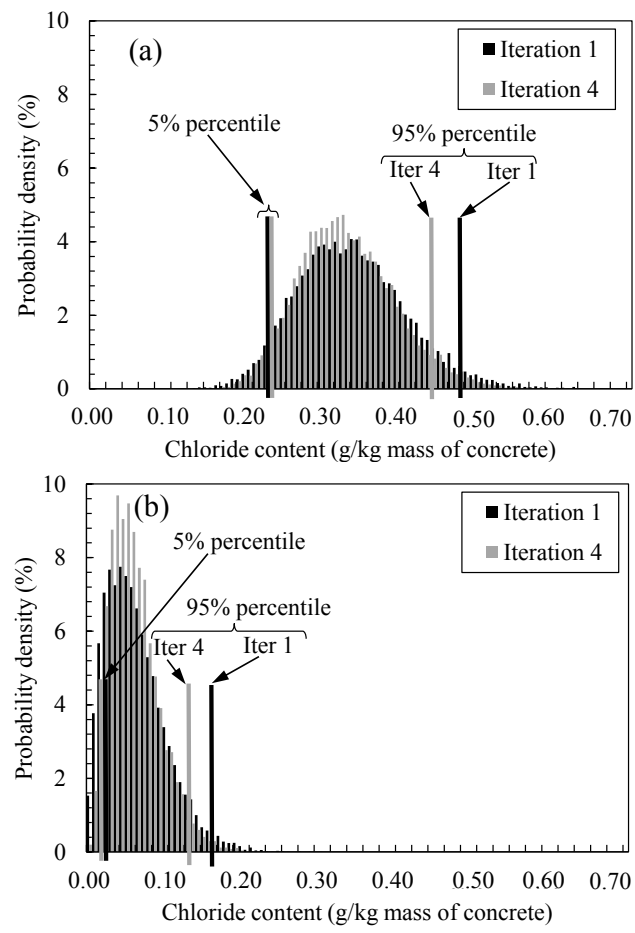 10
(a)
Iteration 1
Iteration 4
8
5% percentile
95% percentile
Iter 4
Iter 1
6
4
2
0
Probability density (%)
0.00 0.10 0.20 0.30 0.40 0.50 0.60 0.70
Chloride content (g/kg mass of concrete)
10
(b)
Iteration 1
Iteration 4
5% percentile
8
95% percentile
Iter 4
Iter 1
6
4
2
0
Probability density (%)
0.00 0.10 0.20 0.30 0.40 0.50 0.60 0.70
Chloride content (g/kg mass of concrete)